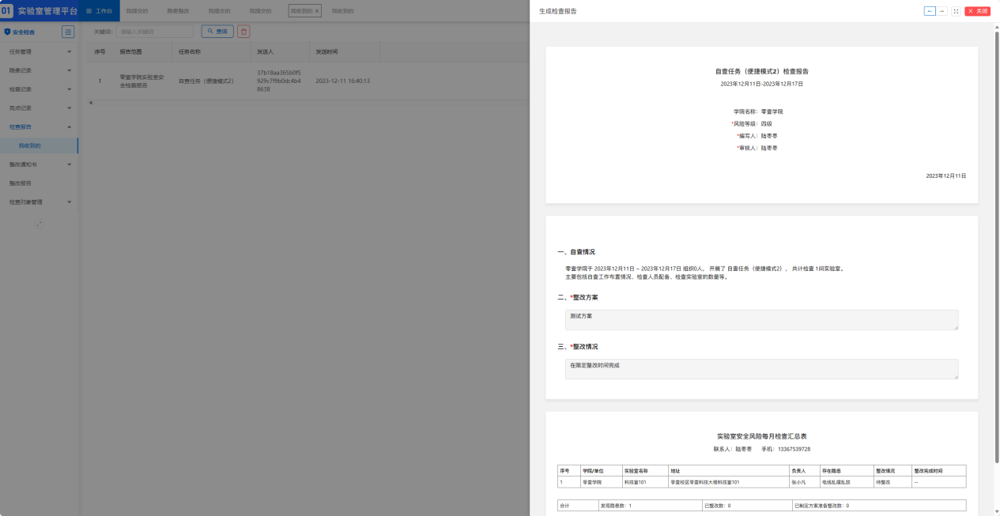 01 实验室管理平台
工作台
我提交的
隐患整改
我提交的
我提交的
我收到的 ×
我收到的
安全检查
任务管理
隐患记录
检查记录
亮点记录
检查报告
我收到的
整改通知书
整改报告
检查对象管理
关键词: 请输入关键词 查询
序号 报告范围 任务名称 发送人 发送时间
1 零壹学院实验室安全检查报告 自查任务（便捷模式2） 37b18aa365b0f5929c7f9b0dc4b48638 2023-12-11 16:40:13
生成检查报告
X 关闭
自查任务（便捷模式2）检查报告
2023年12月11日-2023年12月17日
学院名称：零壹学院
*风险等级：四级
*编写人：陆枣枣
*审核人：陆枣枣
2023年12月11日
一、自查情况
零壹学院于 2023年12月11日 ~ 2023年12月17日 组织0人， 开展了 自查任务（便捷模式2）， 共计检查 1间实验室。
主要包括自查工作布置情况、检查人员配备、检查实验室的数量等。
二、*整改方案
测试方案
三、*整改情况
在限定整改时间完成
实验室安全风险每月检查汇总表
联系人：陆枣枣 手机：13367539728
序号 学院/单位 实验室名称 地址 负责人 存在隐患 整改情况 整改完成时间
1 零壹学院 科技室101 零壹校区零壹科技大楼科技室101 张小凡 电线乱摆乱放 待整改 --
合计 发现隐患数：1 已整改数：0 已制定方案准备整改数：0